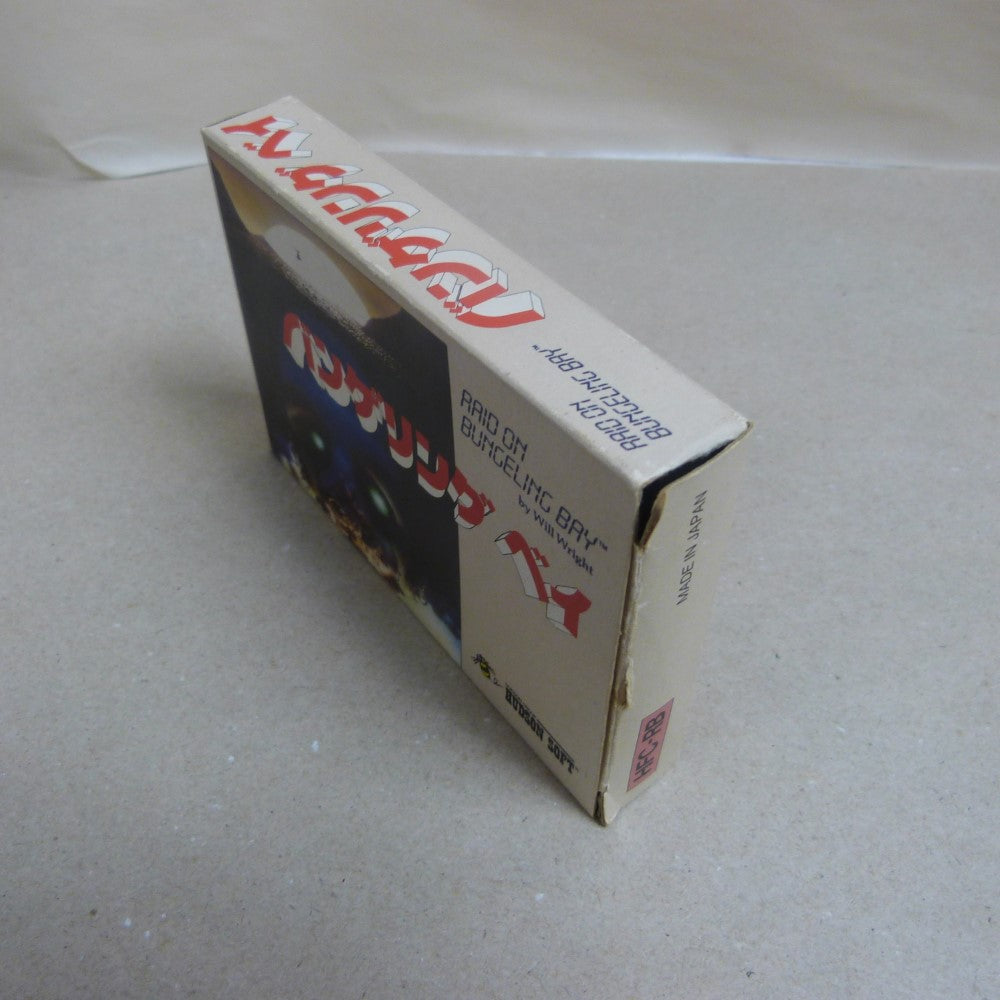 バンゲリング ベイ
RAID ON
BUNGELING BAY™
バンゲリング ベイ
RAID ON
BUNGELING BAY™
by Will Wright
HUDSON SOFT™
MADE IN JAPAN
HFC-RB